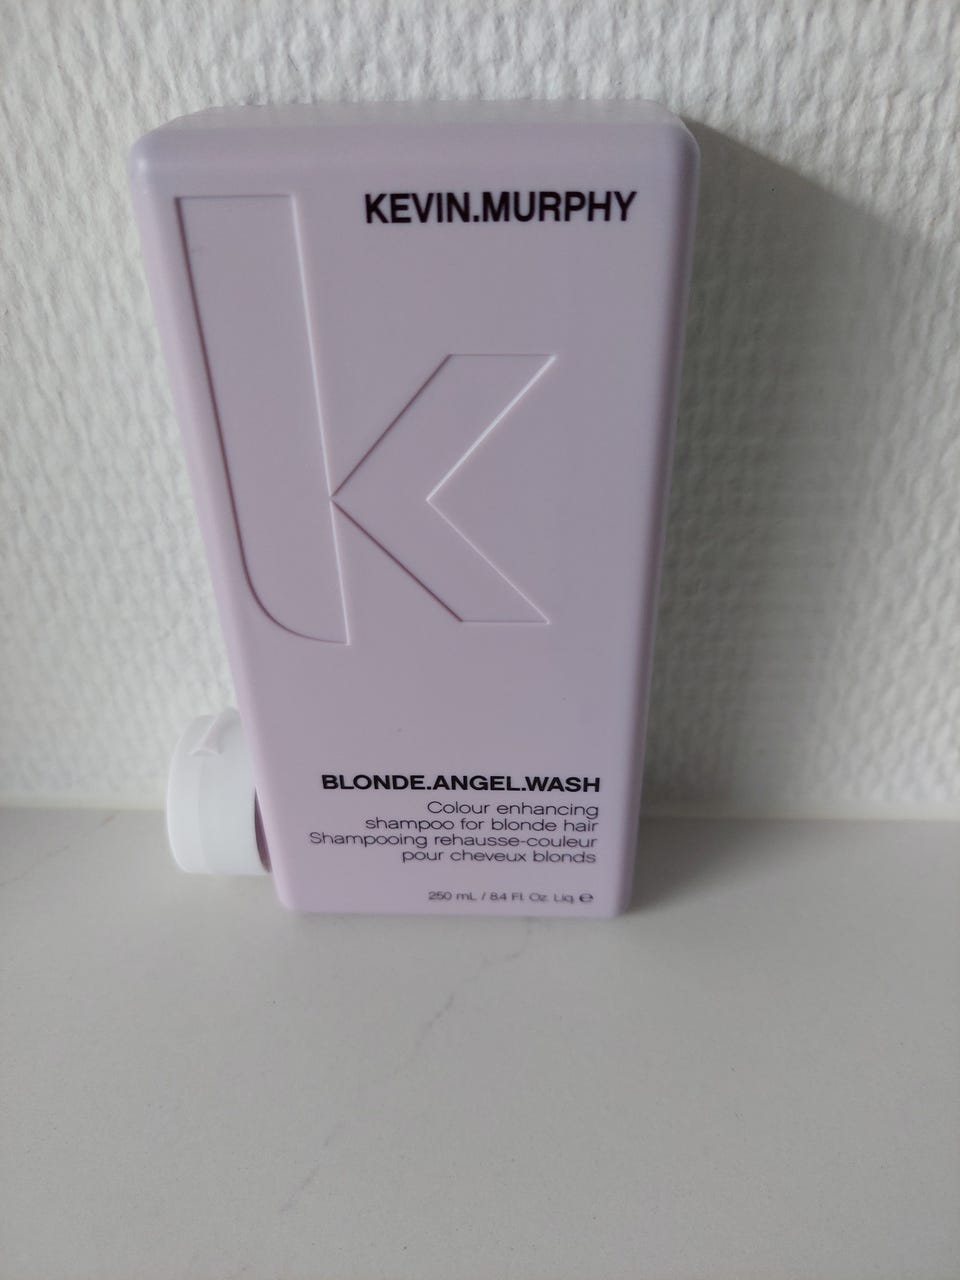 KEVIN.MURPHY
k
BLONDE.ANGEL.WASH
Colour enhancing
shampoo for blonde hair
Shampooing rehausse-couleur
pour cheveux blonds
250 mL / 8.4 Fl. Oz. Liq. ℮